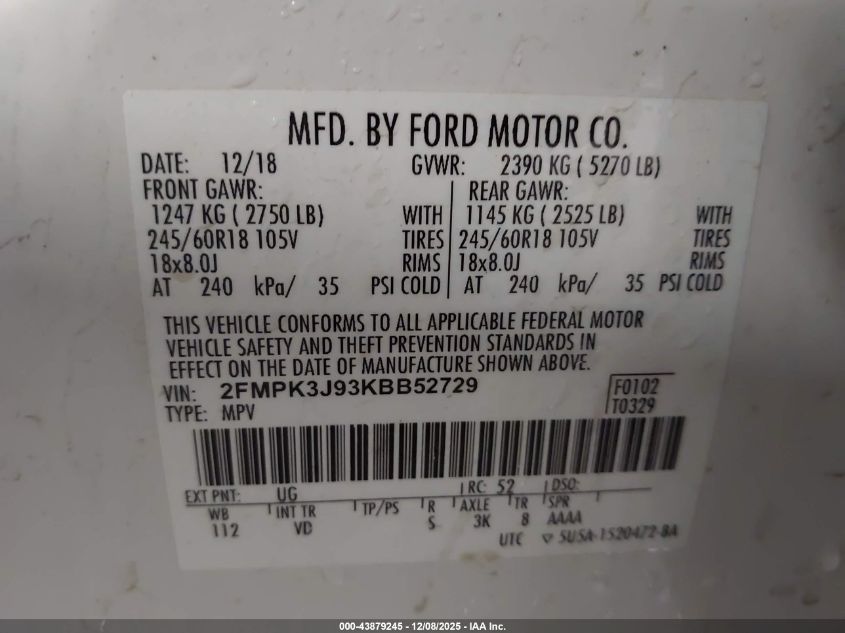 MFD. BY FORD MOTOR CO.
DATE: 12/18 GVWR: 2390 KG ( 5270 LB)
FRONT GAWR: REAR GAWR:
1247 KG ( 2750 LB) WITH 1145 KG ( 2525 LB) WITH
245/60R18 105V TIRES 245/60R18 105V TIRES
18x8.0J RIMS 18x8.0J RIMS
AT 240 kPa/ 35 PSI COLD AT 240 kPa/ 35 PSI COLD
THIS VEHICLE CONFORMS TO ALL APPLICABLE FEDERAL MOTOR
VEHICLE SAFETY AND THEFT PREVENTION STANDARDS IN
EFFECT ON THE DATE OF MANUFACTURE SHOWN ABOVE.
VIN: 2FMPK3J93KBB52729 F0102
TYPE: MPV T0329
EXT PNT: UG RC: 52 DSO:
WB INT TR TP/PS R AXLE TR SPR
112 VD S 3K 8 AAAA
UTC 5U5A-1520472-BA
000-43879245 - 12/08/2025 - IAA Inc.